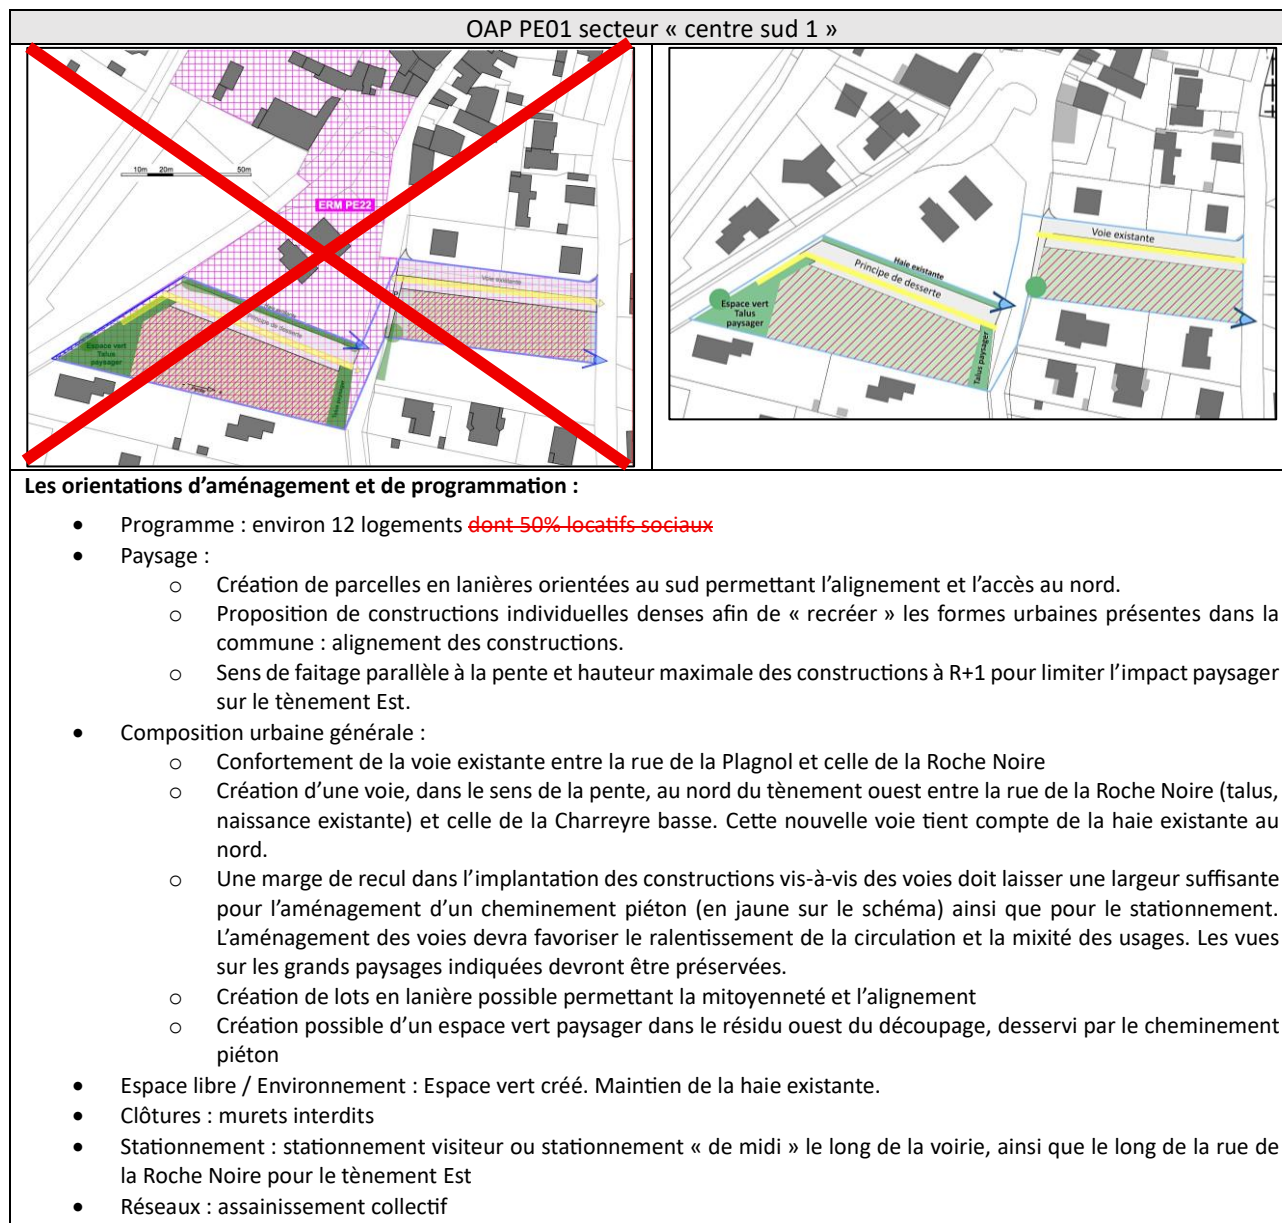 OAP PE01 secteur « centre sud 1 »
10m 20m 50m
ERM PE22
Voie existante
Principe de desserte
Espace vert
Talus
paysager
Talus paysager
Voie existante
Haie existante
Principe de desserte
Espace vert
Talus
paysager
Talus paysager
Les orientations d’aménagement et de programmation :
• Programme : environ 12 logements dont 50% locatifs sociaux
• Paysage :
o Création de parcelles en lanières orientées au sud permettant l’alignement et l’accès au nord.
o Proposition de constructions individuelles denses afin de « recréer » les formes urbaines présentes dans la
commune : alignement des constructions.
o Sens de faitage parallèle à la pente et hauteur maximale des constructions à R+1 pour limiter l’impact paysager
sur le tènement Est.
• Composition urbaine générale :
o Confortement de la voie existante entre la rue de la Plagnol et celle de la Roche Noire
o Création d’une voie, dans le sens de la pente, au nord du tènement ouest entre la rue de la Roche Noire (talus,
naissance existante) et celle de la Charreyre basse. Cette nouvelle voie tient compte de la haie existante au
nord.
o Une marge de recul dans l’implantation des constructions vis-à-vis des voies doit laisser une largeur suffisante
pour l’aménagement d’un cheminement piéton (en jaune sur le schéma) ainsi que pour le stationnement.
L’aménagement des voies devra favoriser le ralentissement de la circulation et la mixité des usages. Les vues
sur les grands paysages indiquées devront être préservées.
o Création de lots en lanière possible permettant la mitoyenneté et l’alignement
o Création possible d’un espace vert paysager dans le résidu ouest du découpage, desservi par le cheminement
piéton
• Espace libre / Environnement : Espace vert créé. Maintien de la haie existante.
• Clôtures : murets interdits
• Stationnement : stationnement visiteur ou stationnement « de midi » le long de la voirie, ainsi que le long de la rue de
la Roche Noire pour le tènement Est
• Réseaux : assainissement collectif